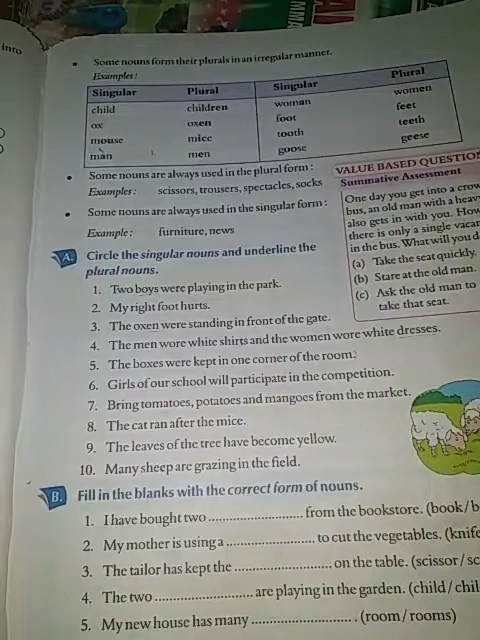 into
• Some nouns form their plurals in an irregular manner.
Examples:
Singular Plural Singular Plural
child children woman women
ox oxen foot feet
mouse mice tooth teeth
man men goose geese
• Some nouns are always used in the plural form:
Examples: scissors, trousers, spectacles, socks
• Some nouns are always used in the singular form:
Example: furniture, news
VALUE BASED QUESTION
Summative Assessment
One day you get into a crow
bus, an old man with a heav
also gets in with you. How
there is only a single vacan
in the bus. What will you d
(a) Take the seat quickly.
(b) Stare at the old man.
(c) Ask the old man to
take that seat.
A. Circle the singular nouns and underline the
plural nouns.
1. Two boys were playing in the park.
2. My right foot hurts.
3. The oxen were standing in front of the gate.
4. The men wore white shirts and the women wore white dresses.
5. The boxes were kept in one corner of the room.
6. Girls of our school will participate in the competition.
7. Bring tomatoes, potatoes and mangoes from the market.
8. The cat ran after the mice.
9. The leaves of the tree have become yellow.
10. Many sheep are grazing in the field.
B. Fill in the blanks with the correct form of nouns.
1. I have bought two ........................... from the bookstore. (book/b
2. My mother is using a ......................... to cut the vegetables. (knife
3. The tailor has kept the ............................ on the table. (scissor/sc
4. The two ............................ are playing in the garden. (child/chil
5. My new house has many .............................. . (room/rooms)